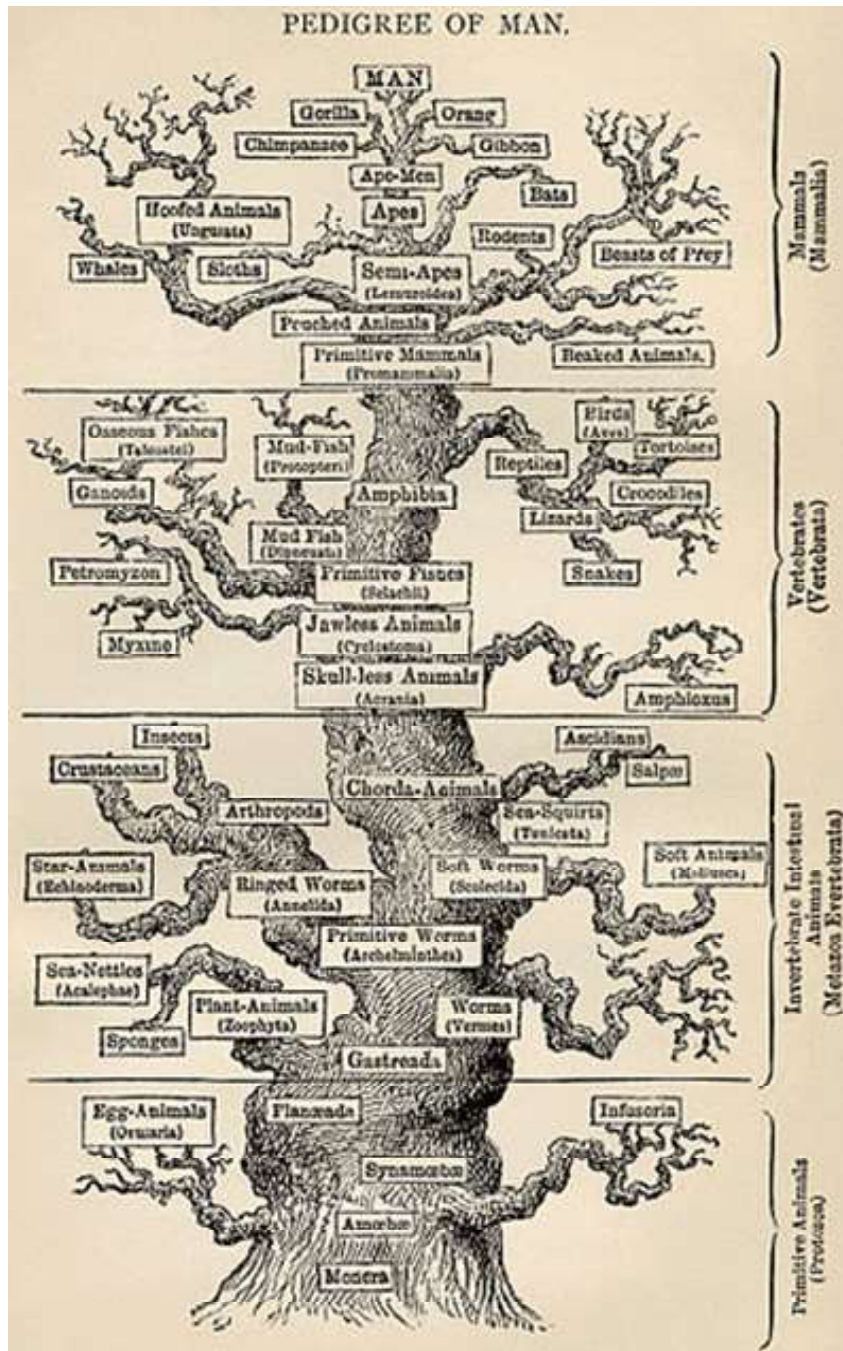 PEDIGREE OF MAN.
MAN
Gorilla
Orang
Chimpanzee
Gibbon
Ape-Men
Bats
Apes
Hoofed Animals
(Ungurata)
Rodents
Whales
Sloths
Beasts of Prey
Semi-Apes
(Lemuroidea)
Pouched Animals
Primitive Mammals
(Promammalia)
Beaked Animals.
Mammals
(Mammalia)
Osseous Fishes
(Teleostei)
Mud-Fish
(Protopteri)
Birds
(Aves)
Tortoises
Reptiles
Ganoids
Amphibia
Crocodiles
Lizards
Mud Fish
(Dipneusta)
Petromyzon
Primitive Fishes
(Selachii)
Snakes
Jawless Animals
(Cyclostoma)
Myxine
Skull-less Animals
(Acrania)
Amphioxus
Vertebrates
(Vertebrata)
Insects
Ascidians
Crustaceans
Salpæ
Chorda-Animals
Arthropods
Sea-Squirts
(Tunicata)
Star-Animals
(Echinoderma)
Ringed Worms
(Annelida)
Soft Worms
(Scolecida)
Soft Animals
(Mollusca)
Primitive Worms
(Archelminthes)
Sea-Nettles
(Acalephae)
Plant-Animals
(Zoophyta)
Worms
(Vermes)
Sponges
Gastreada
Invertebrate Intestinal
Animals
(Metazoa Evertebrata)
Egg-Animals
(Ovularia)
Planæada
Infusoria
Synamœbæ
Amœbæ
Monera
Primitive Animals
(Protozoa)